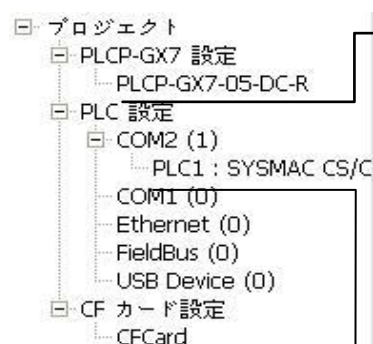 プロジェクト
PLCP-GX7 設定
PLCP-GX7-05-DC-R
PLC 設定
COM2 (1)
PLC1 : SYSMAC CS/C
COM1 (0)
Ethernet (0)
FieldBus (0)
USB Device (0)
CF カード設定
CFCard